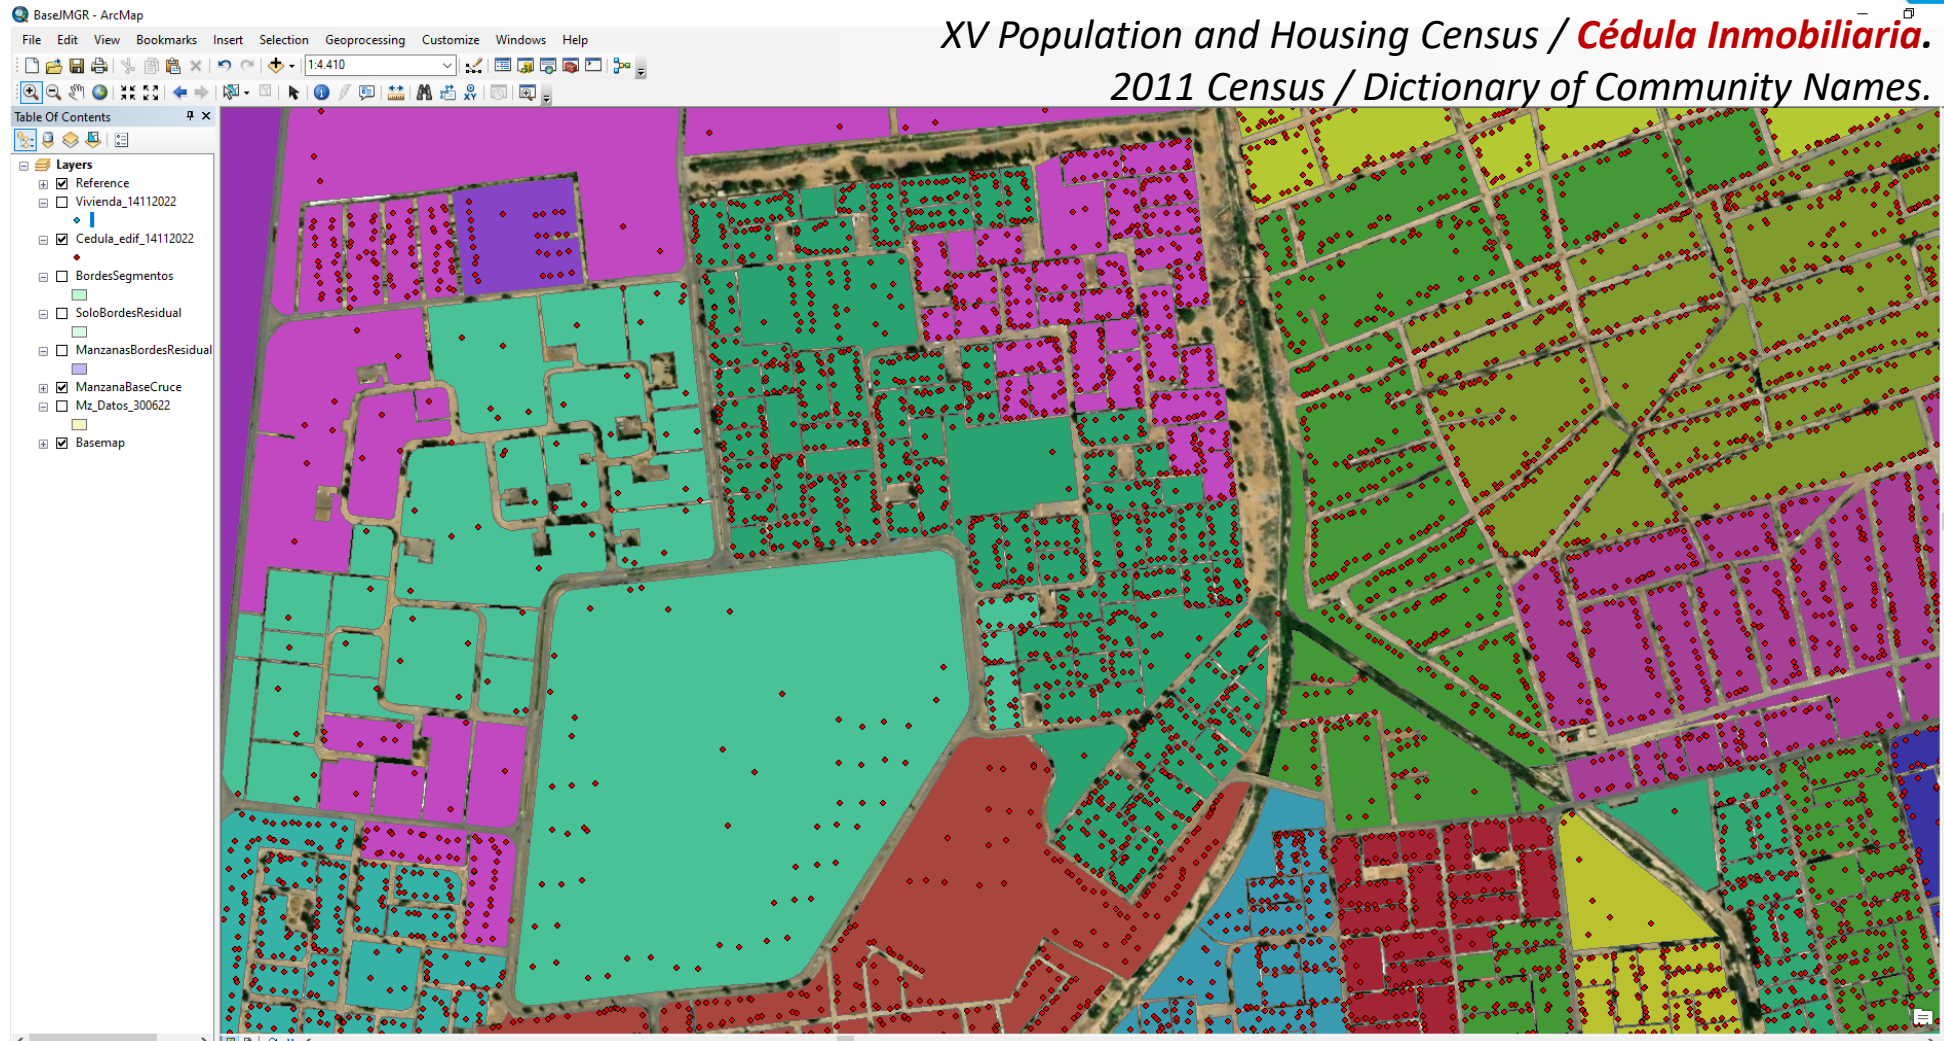 BaseJMGR - ArcMap
XV Population and Housing Census / Cédula Inmobiliaria.
2011 Census / Dictionary of Community Names.
File Edit View Bookmarks Insert Selection Geoprocessing Customize Windows Help
1:4.410
Table Of Contents
Layers
Reference
Vivienda_14112022
Cedula_edif_14112022
BordesSegmentos
SoloBordesResidual
ManzanasBordesResidual
ManzanaBaseCruce
Mz_Datos_300622
Basemap